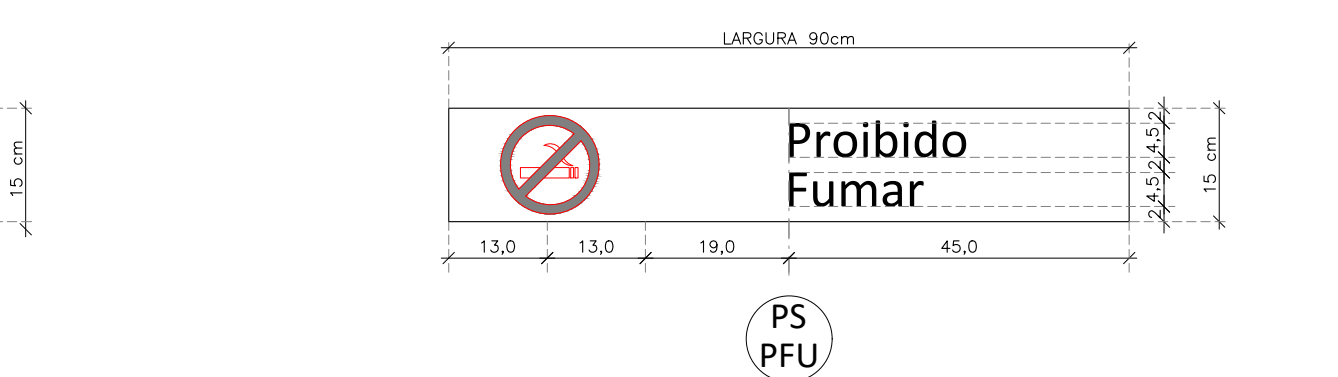 LARGURA 90cm
15 cm
Proibido
Fumar
2
4,5
2
4,5
2
15 cm
13,0
13,0
19,0
45,0
PS
PFU